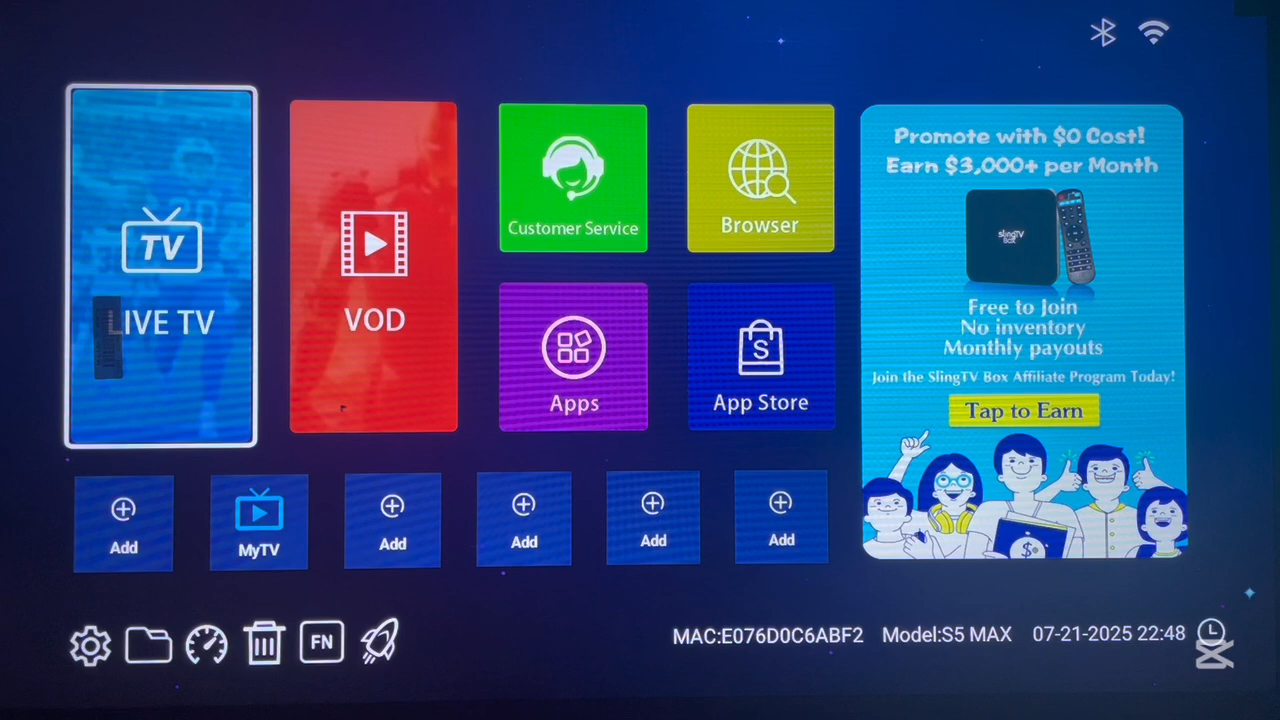 TV
LIVE TV
VOD
Customer Service
Browser
Apps
S
App Store
Promote with $0 Cost!
Earn $3,000+ per Month
SlingTV
Box
Free to Join
No inventory
Monthly payouts
Join the SlingTV Box Affiliate Program Today!
Tap to Earn
$
Add
MyTV
Add
Add
Add
Add
FN
MAC:E076D0C6ABF2 Model:S5 MAX 07-21-2025 22:48